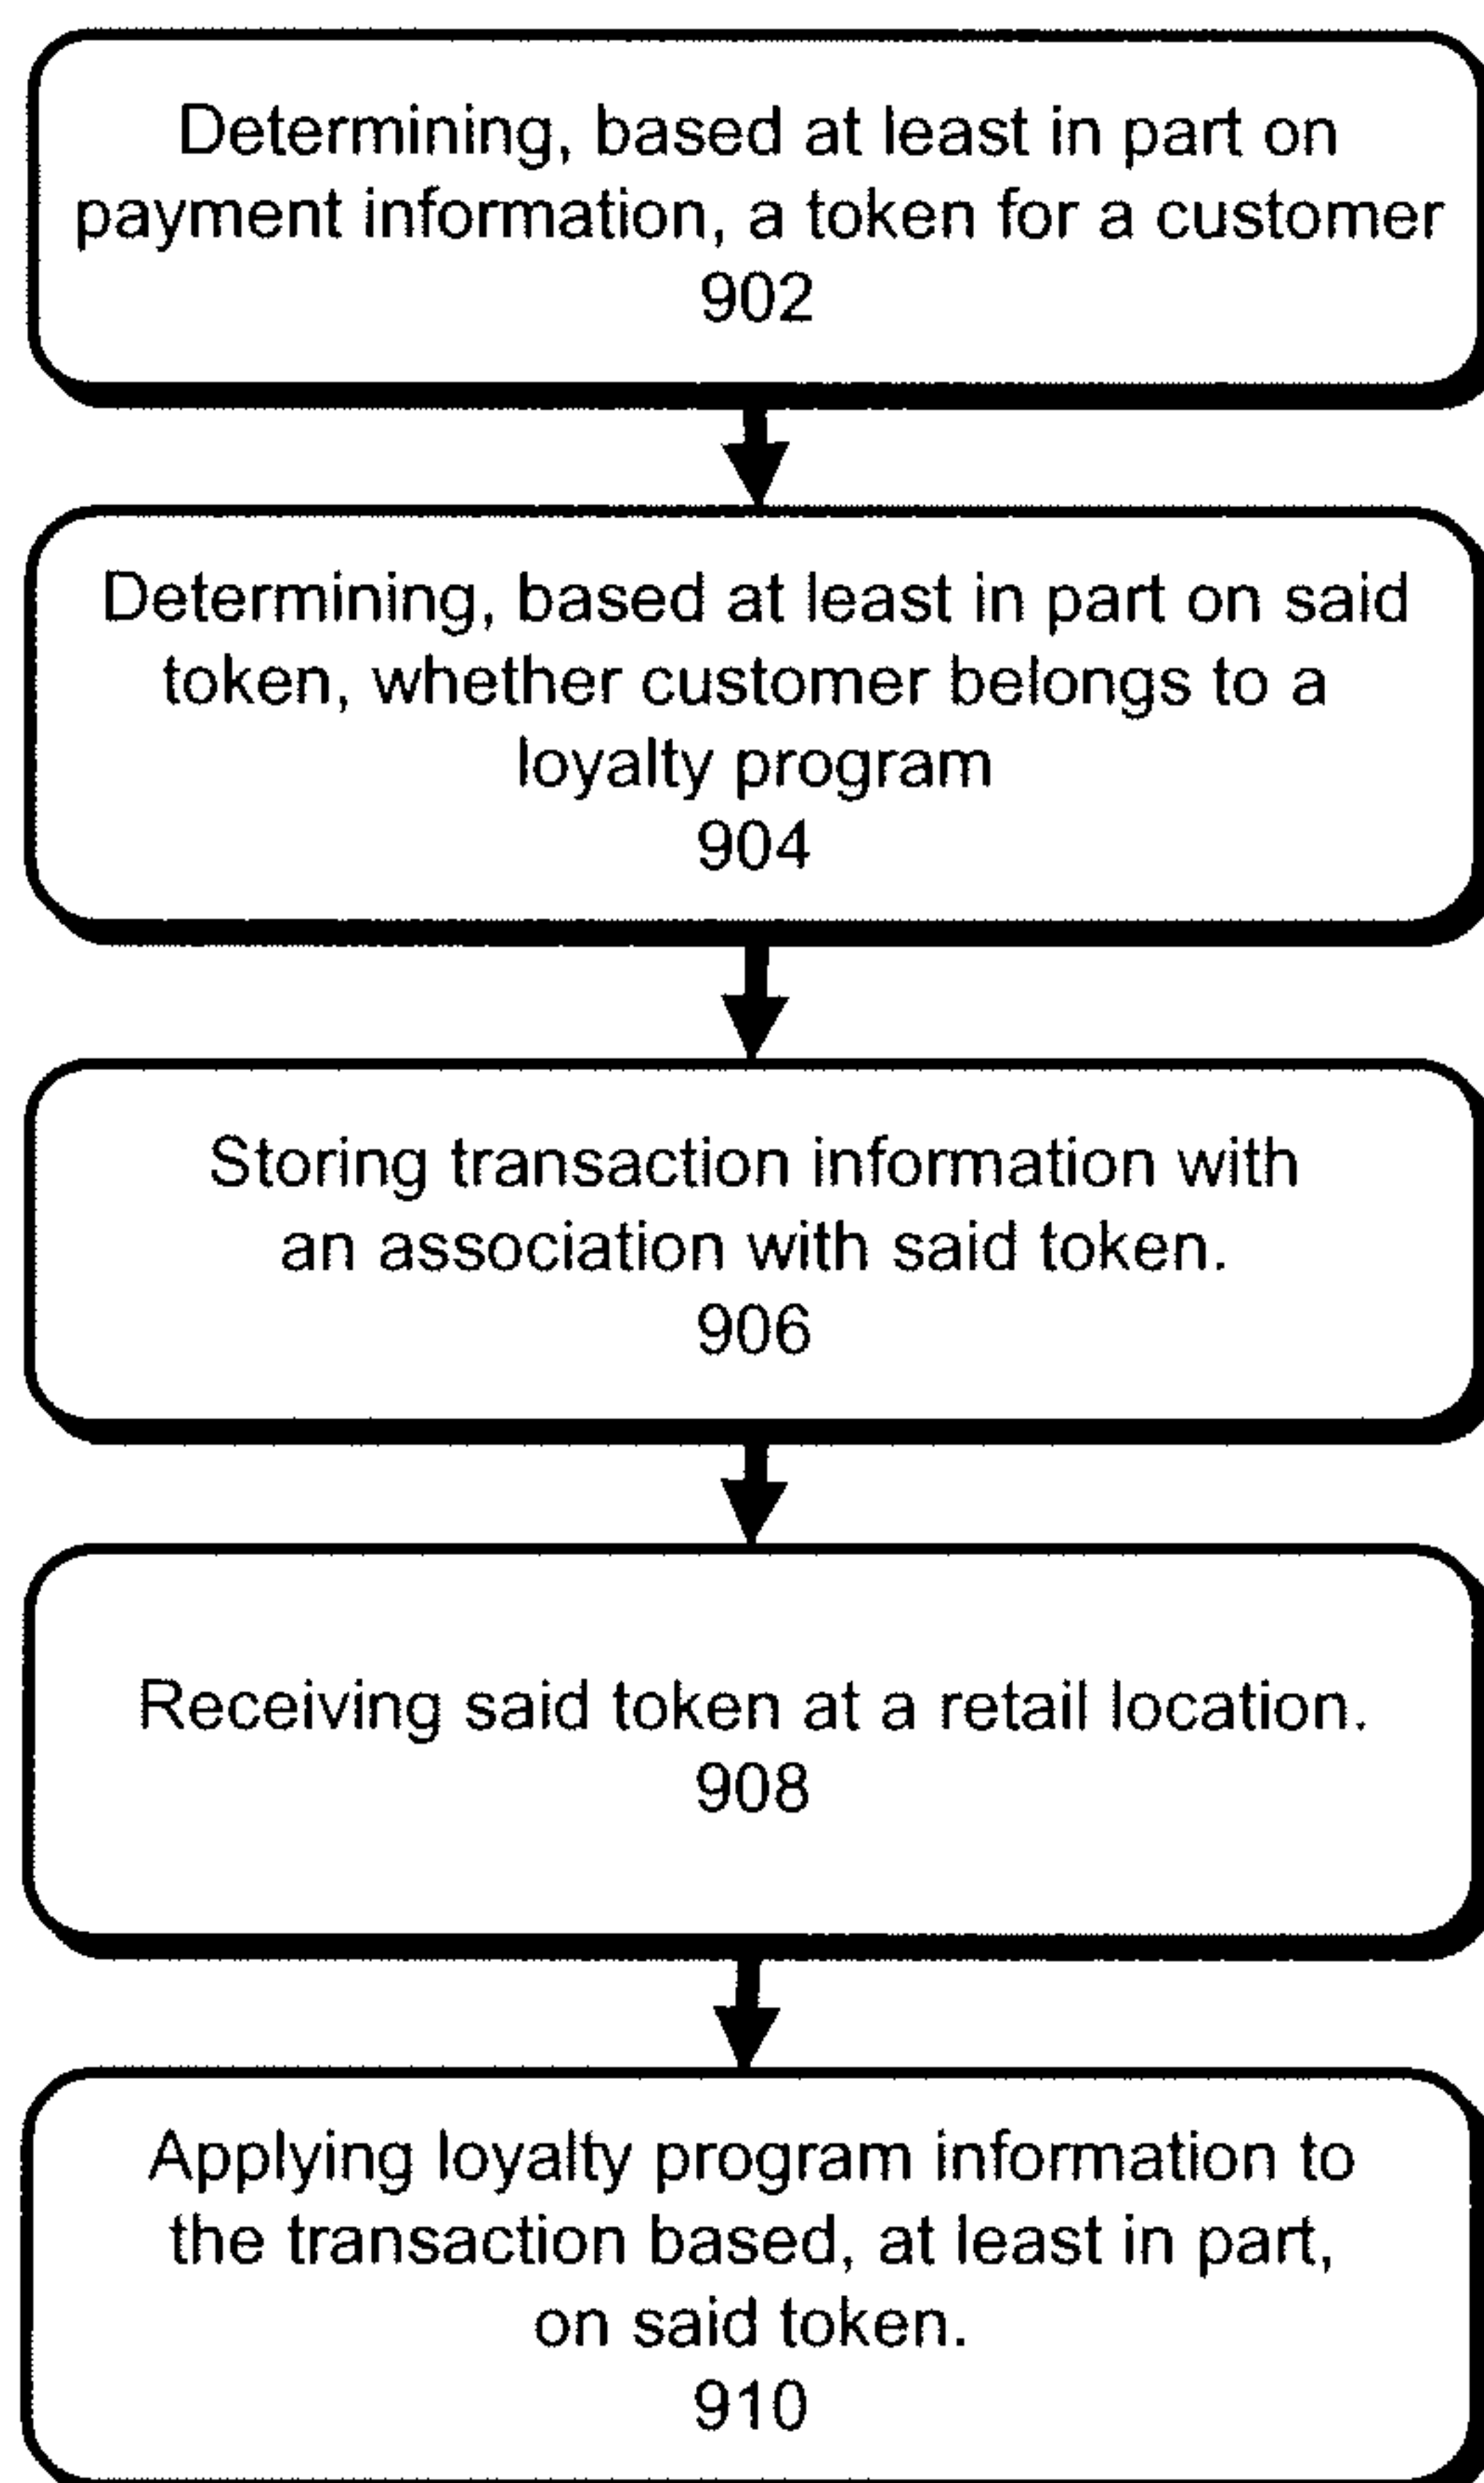 Determining, based at least in part on
payment information, a token for a customer
902
Determining, based at least in part on said
token, whether customer belongs to a
loyalty program
904
Storing transaction information with
an association with said token.
906
Receiving said token at a retail location.
908
Applying loyalty program information to
the transaction based, at least in part,
on said token.
910